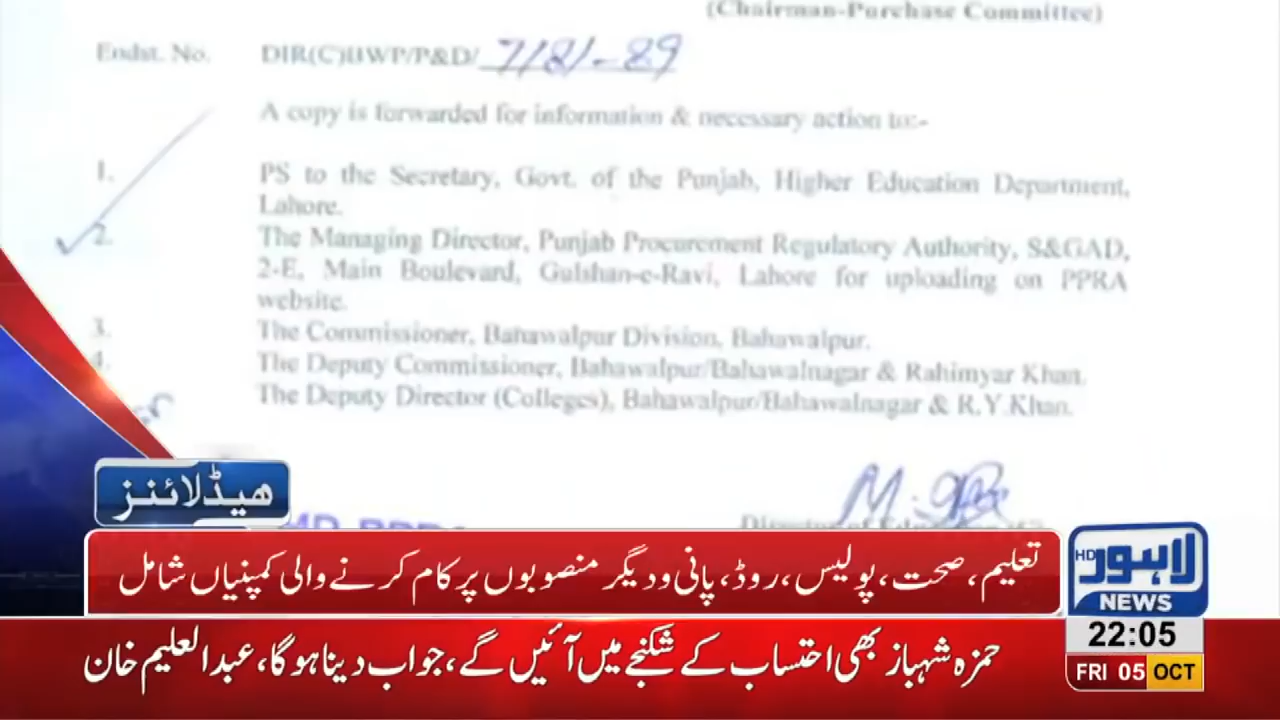 (Chairman-Purchase Committee)
Endst. No. DIR(C)BWP/P&D/ 7181-89
A copy is forwarded for information & necessary action to:-
1. PS to the Secretary, Govt. of the Punjab, Higher Education Department,
Lahore.
2. The Managing Director, Punjab Procurement Regulatory Authority, S&GAD,
2-E, Main Boulevard, Gulshan-e-Ravi, Lahore for uploading on PPRA
website.
3. The Commissioner, Bahawalpur Division, Bahawalpur.
4. The Deputy Commissioner, Bahawalpur/Bahawalnagar & Rahimyar Khan.
The Deputy Director (Colleges), Bahawalpur/Bahawalnagar & R.Y.Khan.
ہیڈلائنز
تعلیم، صحت، پولیس، روڈ، پانی و دیگر منصوبوں پر کام کرنے والی کمپنیاں شامل
حمزہ شہباز بھی احتساب کے شکنجے میں آئیں گے، جواب دینا ہوگا، عبدالعلیم خان
لاہور HD
NEWS
22:05
FRI 05 OCT